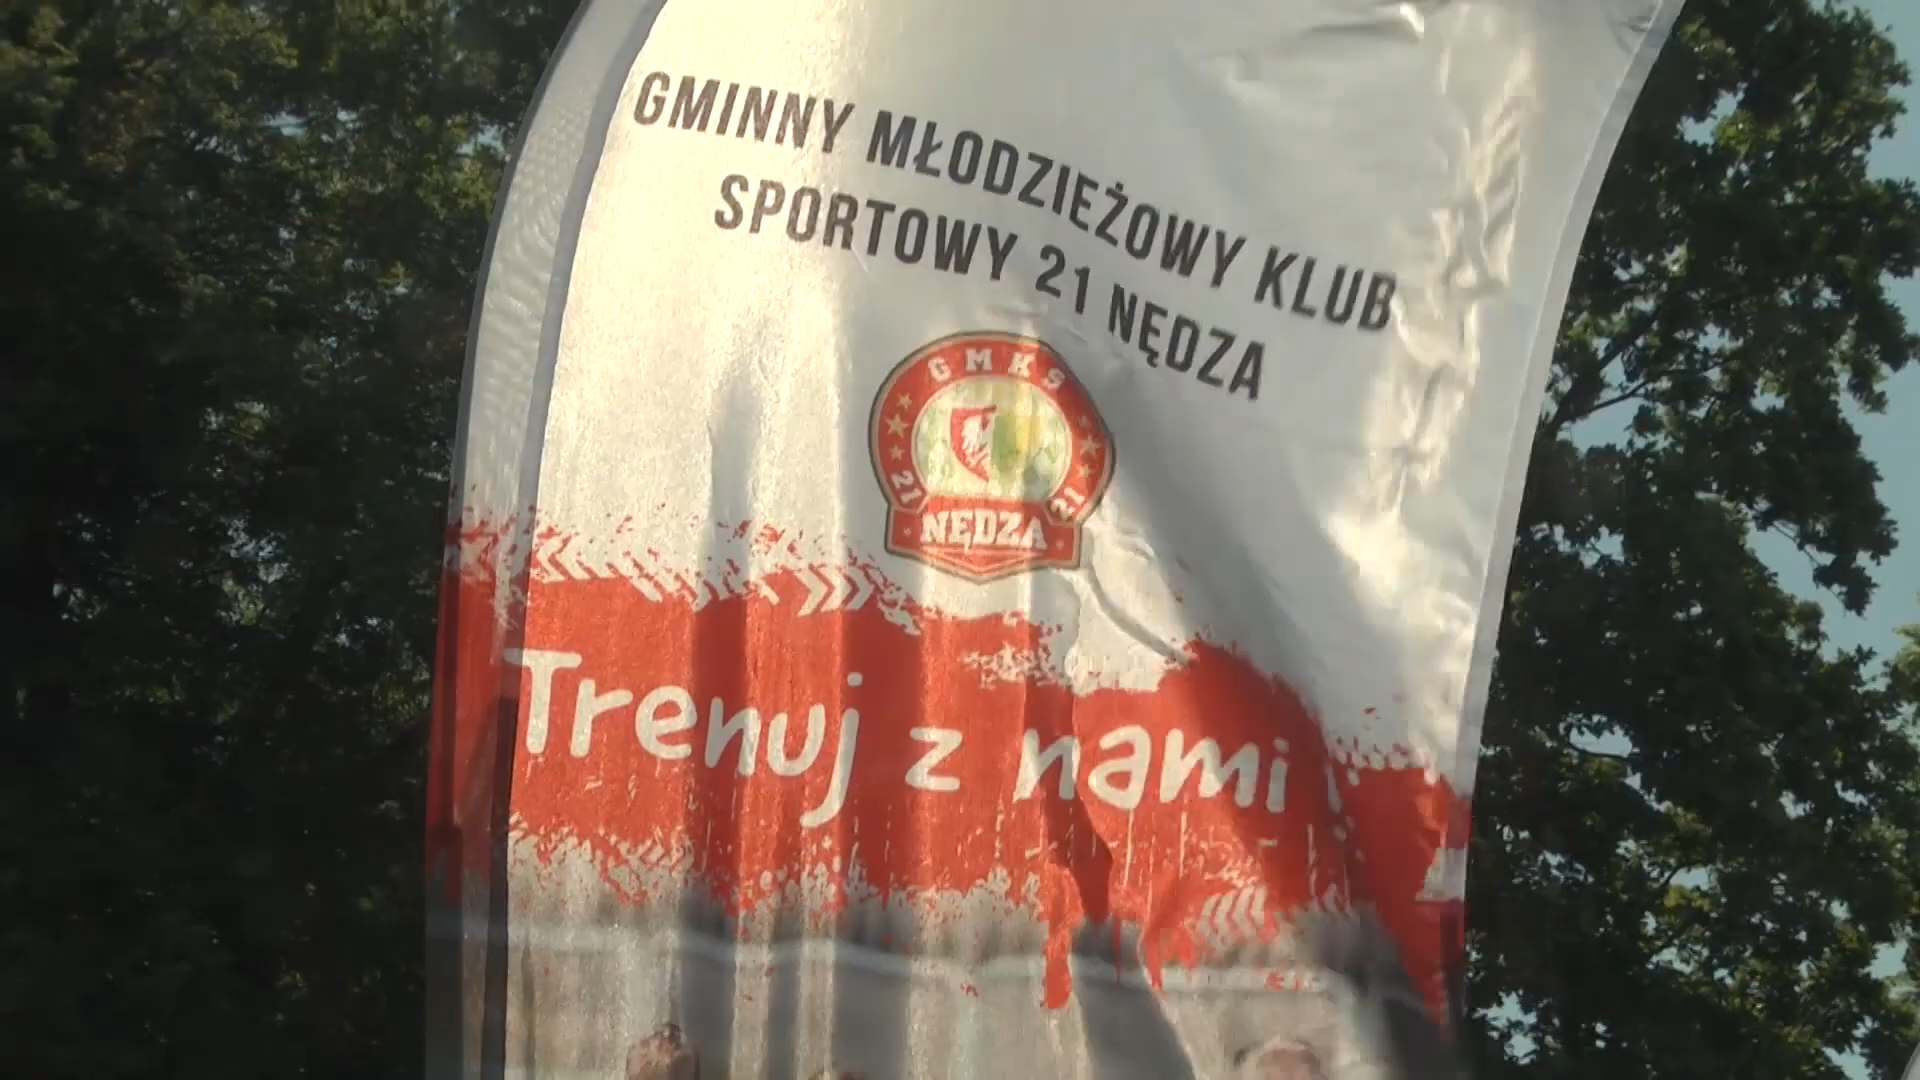 GMINNY MŁODZIEŻOWY KLUB
SPORTOWY 21 NĘDZA
GMKS
21 21
NĘDZA
Trenuj z nami